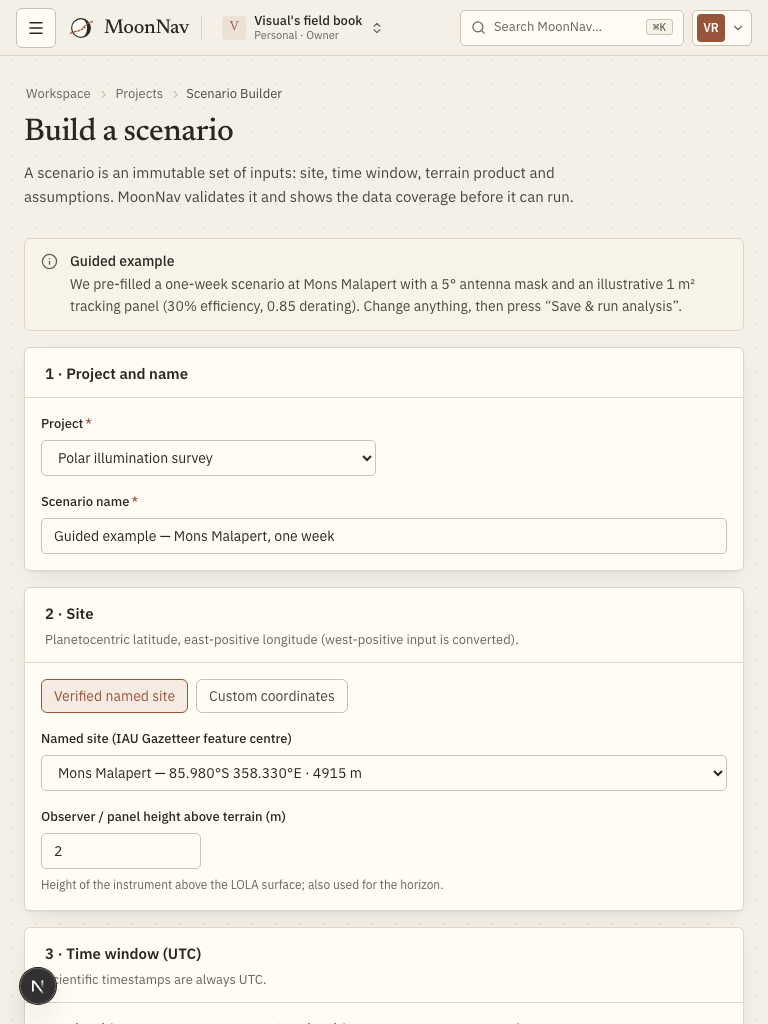 MoonNav
V
Visual's field book
Personal · Owner
Search MoonNav...
⌘K
VR
Workspace
Projects
Scenario Builder
Build a scenario
A scenario is an immutable set of inputs: site, time window, terrain product and
assumptions. MoonNav validates it and shows the data coverage before it can run.
Guided example
We pre-filled a one-week scenario at Mons Malapert with a 5° antenna mask and an illustrative 1 m²
tracking panel (30% efficiency, 0.85 derating). Change anything, then press “Save & run analysis”.
1 · Project and name
Project *
Polar illumination survey
Scenario name *
Guided example — Mons Malapert, one week
2 · Site
Planetocentric latitude, east-positive longitude (west-positive input is converted).
Verified named site
Custom coordinates
Named site (IAU Gazetteer feature centre)
Mons Malapert — 85.980°S 358.330°E · 4915 m
Observer / panel height above terrain (m)
2
Height of the instrument above the LOLA surface; also used for the horizon.
3 · Time window (UTC)
cientific timestamps are always UTC.
N